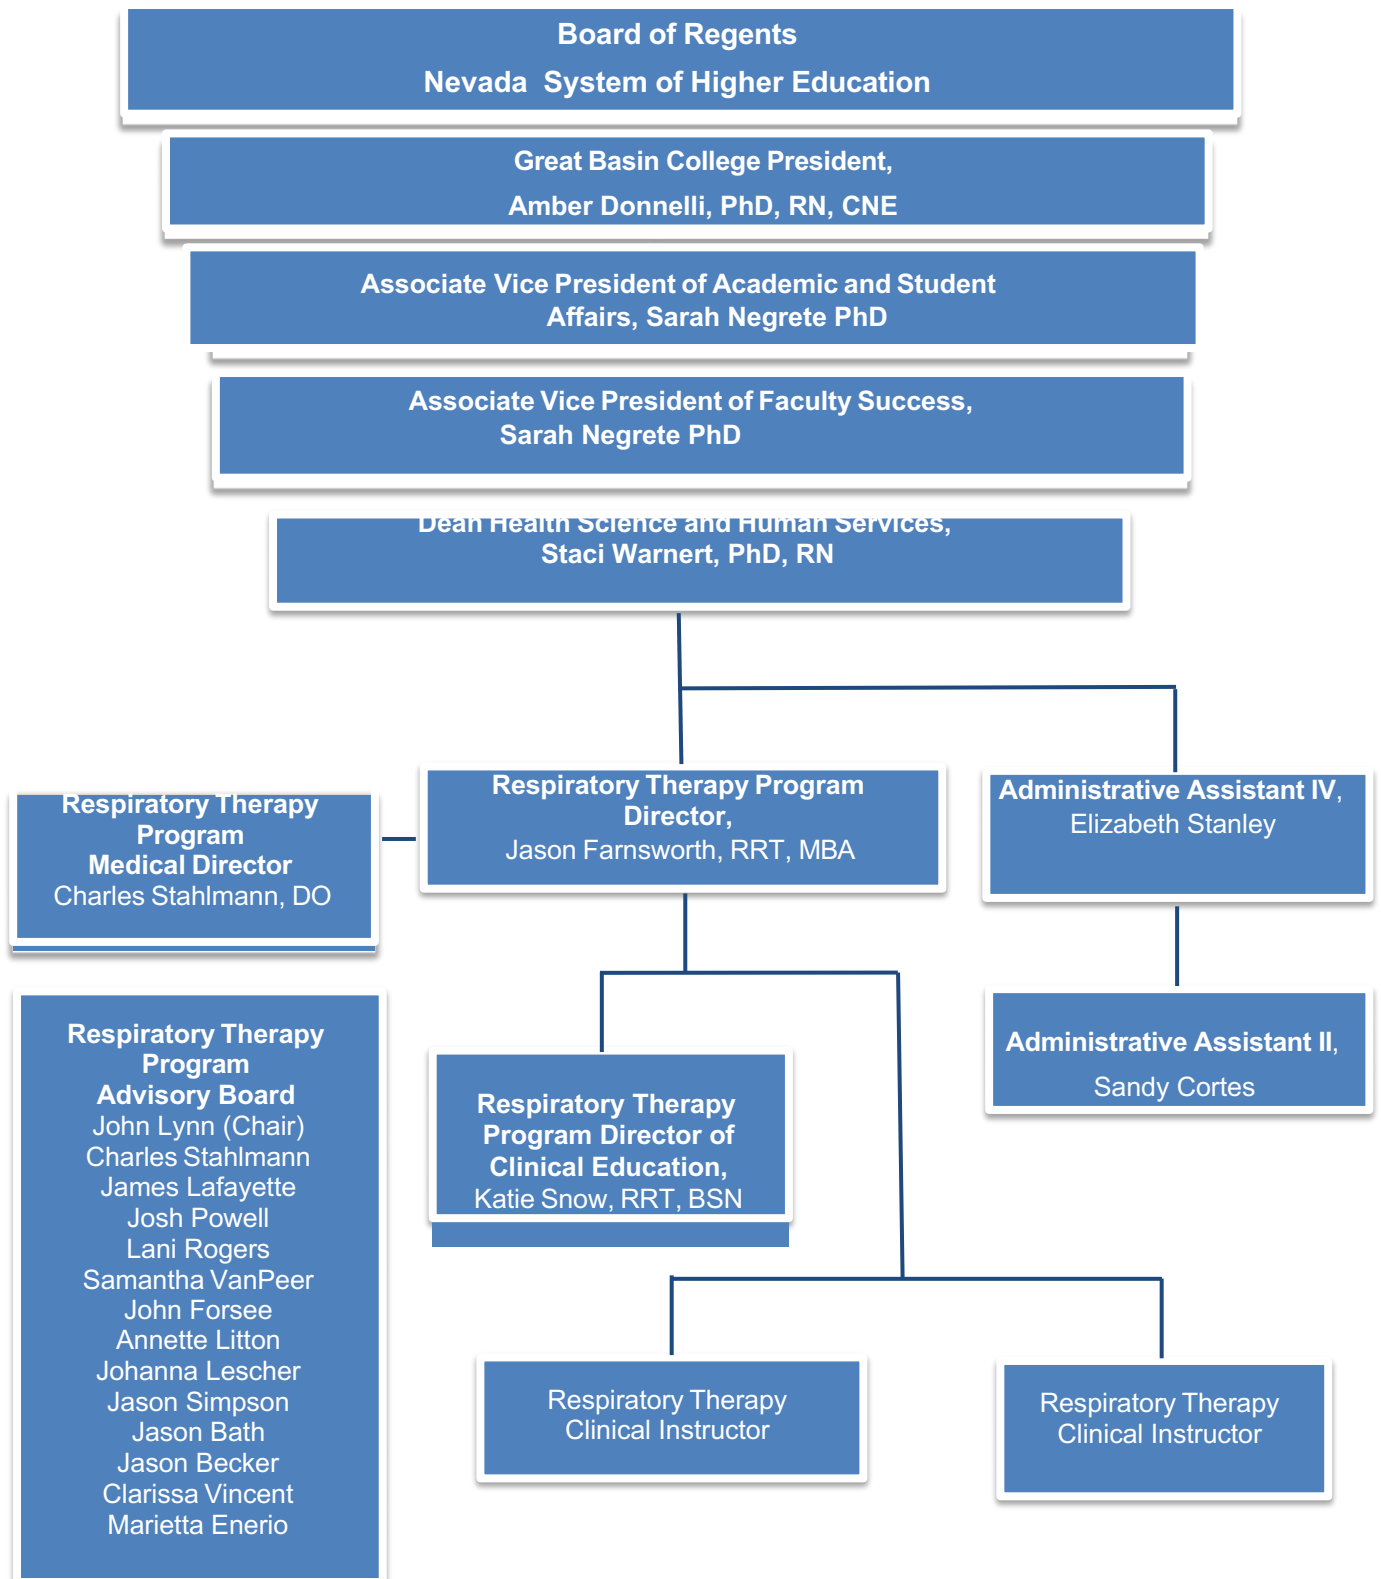 Board of Regents
Nevada System of Higher Education
Great Basin College President,
Amber Donnelli, PhD, RN, CNE
Associate Vice President of Academic and Student
Affairs, Sarah Negrete PhD
Associate Vice President of Faculty Success,
Sarah Negrete PhD
Dean Health Science and Human Services,
Staci Warnert, PhD, RN
Respiratory Therapy
Program
Medical Director
Charles Stahlmann, DO
Respiratory Therapy Program
Director,
Jason Farnsworth, RRT, MBA
Administrative Assistant IV,
Elizabeth Stanley
Respiratory Therapy
Program
Advisory Board
John Lynn (Chair)
Charles Stahlmann
James Lafayette
Josh Powell
Lani Rogers
Samantha VanPeer
John Forsee
Annette Litton
Johanna Lescher
Jason Simpson
Jason Bath
Jason Becker
Clarissa Vincent
Marietta Enerio
Respiratory Therapy
Program Director of
Clinical Education,
Katie Snow, RRT, BSN
Administrative Assistant II,
Sandy Cortes
Respiratory Therapy
Clinical Instructor
Respiratory Therapy
Clinical Instructor